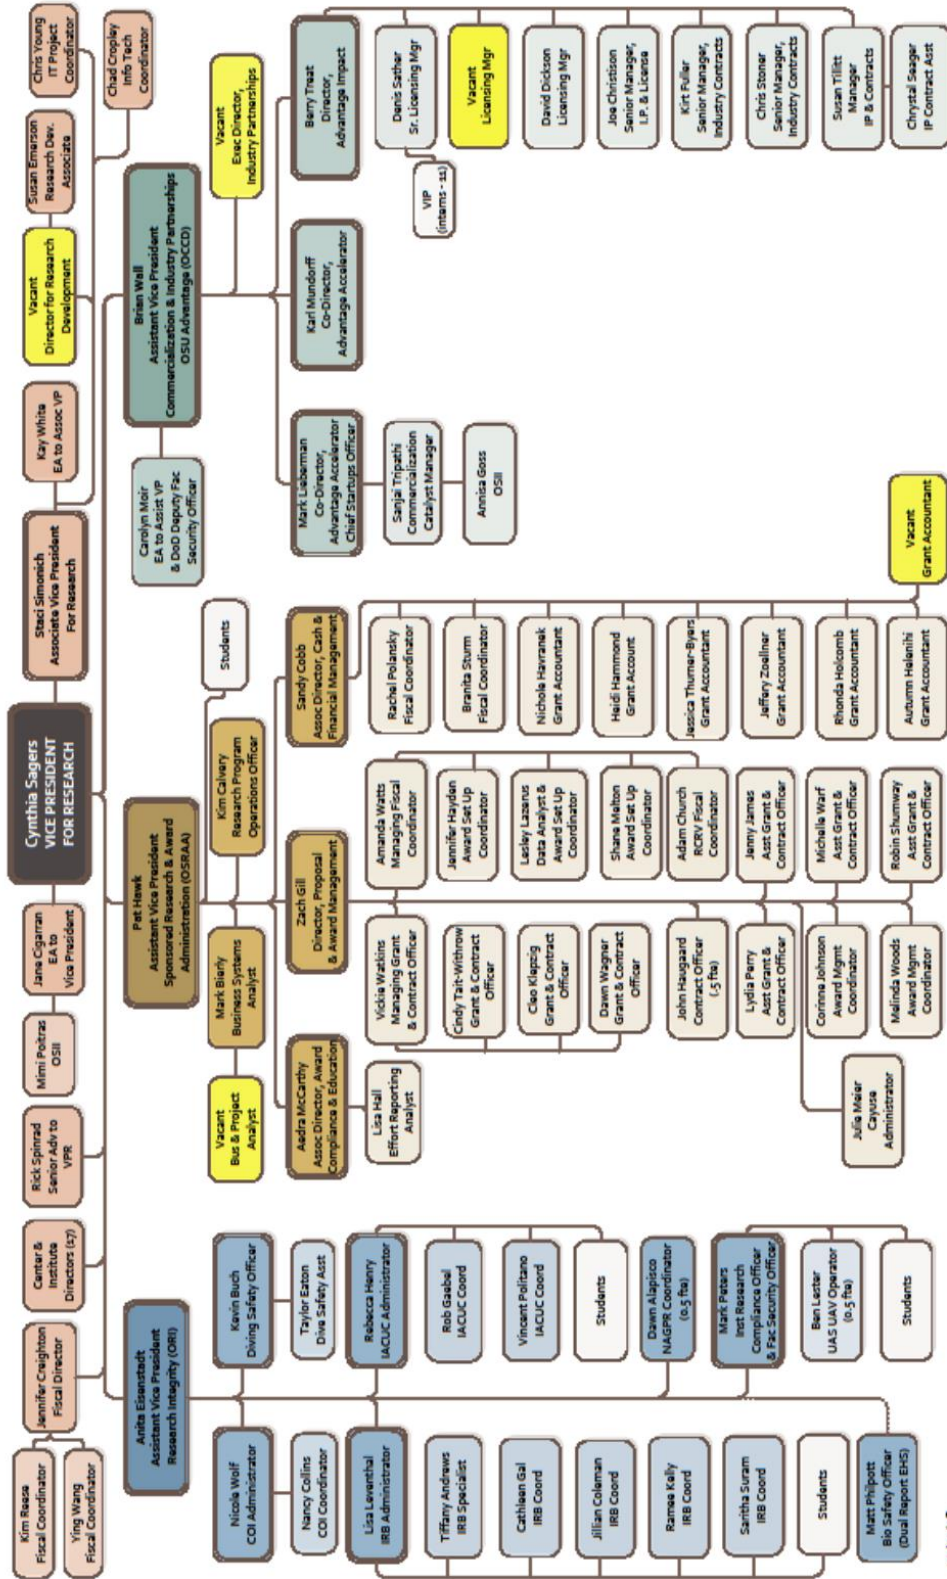 Cynthia Sagers
VICE PRESIDENT
FOR RESEARCH
Kim Reese
Fiscal Coordinator
Ying Wang
Fiscal Coordinator
Jennifer Creighton
Fiscal Director
Center &
Institute
Directors (17)
Rick Spinrad
Senior Adv to
VPR
Mimi Poitras
OSII
Jane Cigarran
EA to
Vice President
Staci Simonich
Associate Vice President
For Research
Kay White
EA to Assoc VP
Vacant
Director for Research
Development
Susan Emerson
Research Dev.
Associate
Chris Young
IT Project
Coordinator
Chad Cropley
Info Tech
Coordinator
Anita Eisenstadt
Assistant Vice President
Research Integrity (ORI)
Nicole Wolf
COI Administrator
Nancy Collins
COI Coordinator
Kevin Buch
Diving Safety Officer
Taylor Eaton
Dive Safety Asst
Lisa Leventhal
IRB Administrator
Tiffany Andrews
IRB Specialist
Cathleen Gal
IRB Coord
Jillian Coleman
IRB Coord
Ramee Kelly
IRB Coord
Saritha Suram
IRB Coord
Students
Matt Philpott
Bio Safety Officer
(Dual Report EHS)
Rebecca Henry
IACUC Administrator
Rob Gaebel
IACUC Coord
Vincent Politano
IACUC Coord
Students
Dawn Alapisco
NAGPR Coordinator
(0.5 fte)
Mark Peters
Inst Research
Compliance Officer
& Fac Security Officer
Ben Lester
UAS UAV Operator
(0.5 fte)
Students
Pat Hawk
Assistant Vice President
Sponsored Research & Award
Administration (OSRAA)
Vacant
Bus & Project
Analyst
Mark Bierly
Business Systems
Analyst
Kim Calvery
Research Program
Operations Officer
Students
Aedra McCarthy
Assoc Director, Award
Compliance & Education
Lisa Hall
Effort Reporting
Analyst
Zach Gill
Director, Proposal
& Award Management
Vickie Watkins
Managing Grant
& Contract Officer
Cindy Tait-Withrow
Grant & Contract
Officer
Cleo Klepzig
Grant & Contract
Officer
Dawn Wagner
Grant & Contract
Officer
John Haugaard
Contract Officer
(.5 fte)
Lydia Perry
Asst Grant &
Contract Officer
Corinne Johnson
Award Mgmt
Coordinator
Melinda Woods
Award Mgmt
Coordinator
Julie Meier
Cayuse
Administrator
Amanda Watts
Managing Fiscal
Coordinator
Jennifer Hayden
Award Set Up
Coordinator
Lesley Lazerus
Data Analyst &
Award Set Up
Coordinator
Shane Melton
Award Set Up
Coordinator
Adam Church
RCRV Fiscal
Coordinator
Jenny Janes
Asst Grant &
Contract Officer
Michelle Warf
Asst Grant &
Contract Officer
Robin Shumway
Asst Grant &
Contract Officer
Sandy Cobb
Assoc Director, Cash &
Financial Management
Rachel Polansky
Fiscal Coordinator
Branita Sturm
Fiscal Coordinator
Nichole Havranek
Grant Accountant
Heidi Hammond
Grant Account
Jessica Thurner-Byers
Grant Accountant
Jeffery Zoellner
Grant Accountant
Rhonda Holcomb
Grant Accountant
Autumn Helenihi
Grant Accountant
Vacant
Grant Accountant
Brian Wall
Assistant Vice President
Commercialization & Industry Partnerships
OSU Advantage (OCCD)
Carolyn Moir
EA to Assist VP
& DoD Deputy Fac
Security Officer
Vacant
Exec Director,
Industry Partnerships
Mark Lieberman
Co-Director,
Advantage Accelerator
Chief Startups Officer
Sanjai Tripathi
Commercialization
Catalyst Manager
Annisa Goss
OSII
Karl Mundorff
Co-Director,
Advantage Accelerator
Berry Treat
Director,
Advantage Impact
Denis Sather
Sr. Licensing Mgr
VIP
(interns - 11)
Vacant
Licensing Mgr
David Dickson
Licensing Mgr
Joe Christison
Senior Manager,
I.P. & License
Kirt Fuller
Senior Manager,
Industry Contracts
Chris Stoner
Senior Manager,
Industry Contracts
Susan Tillitt
Manager
IP & Contracts
Chrystal Seager
IP Contract Asst